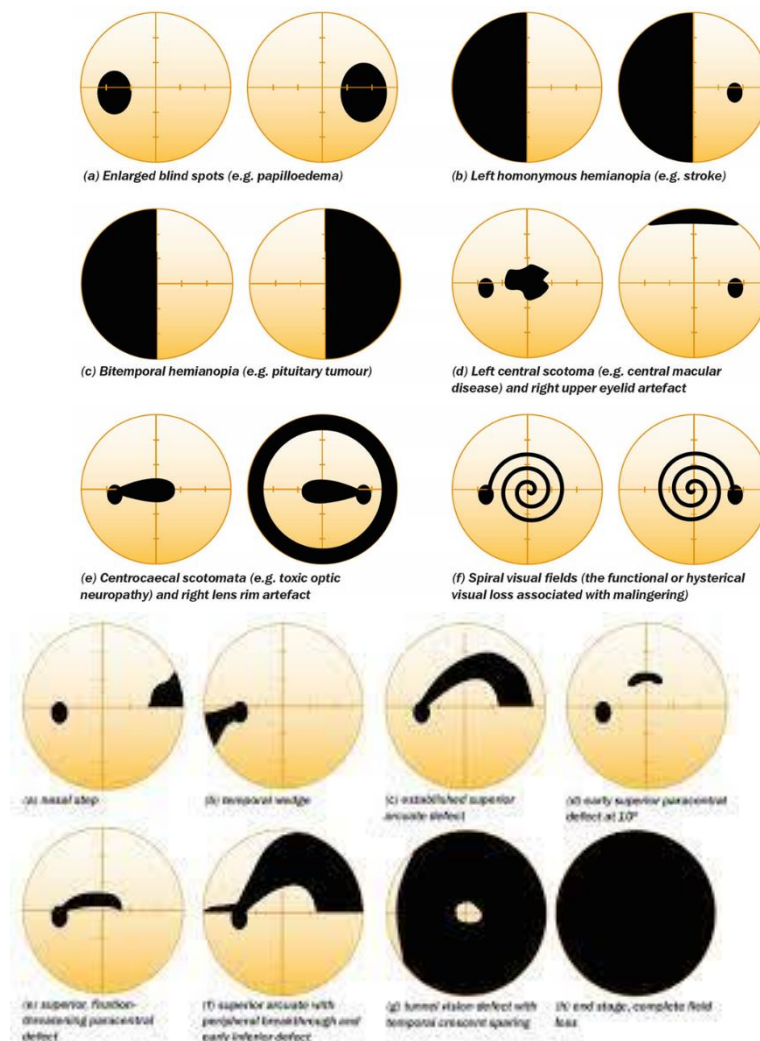 (a) Enlarged blind spots (e.g. papilloedema)
(b) Left homonymous hemianopia (e.g. stroke)
(c) Bitemporal hemianopia (e.g. pituitary tumour)
(d) Left central scotoma (e.g. central macular
disease) and right upper eyelid artefact
(e) Centrocaecal scotomata (e.g. toxic optic
neuropathy) and right lens rim artefact
(f) Spiral visual fields (the functional or hysterical
visual loss associated with malingering)
(a) nasal step
(b) temporal wedge
(c) established superior
arcuate defect
(d) early superior paracentral
defect at 10°
(e) superior, fixation-
threatening paracentral
defect
(f) superior arcuate with
peripheral breakthrough and
early inferior defect
(g) tunnel vision defect with
temporal crescent sparing
(h) end stage, complete field
loss